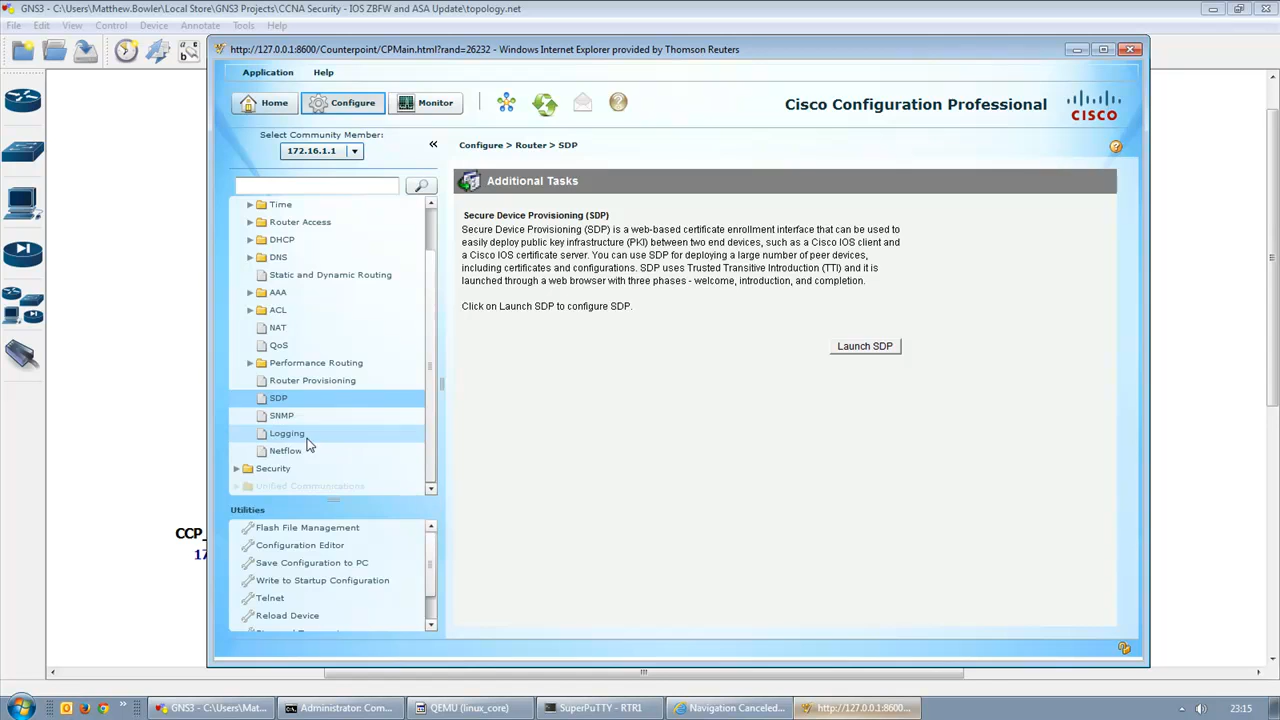 GNS3 - C:\Users\Matthew.Bowler\Local Store\GNS3 Projects\CCNA Security - IOS ZBFW and ASA Update\topology.net
File Edit View Control Device Annotate Tools Help
http://127.0.0.1:8600/Counterpoint/CPMain.html?rand=26232 - Windows Internet Explorer provided by Thomson Reuters
Application Help
Home Configure Monitor
Cisco Configuration Professional
CISCO
Select Community Member:
172.16.1.1
«
Configure > Router > SDP
Additional Tasks
Secure Device Provisioning (SDP)
Secure Device Provisioning (SDP) is a web-based certificate enrollment interface that can be used to
easily deploy public key infrastructure (PKI) between two end devices, such as a Cisco IOS client and
a Cisco IOS certificate server. You can use SDP for deploying a large number of peer devices,
including certificates and configurations. SDP uses Trusted Transitive Introduction (TTI) and it is
launched through a web browser with three phases - welcome, introduction, and completion.
Click on Launch SDP to configure SDP.
Launch SDP
Time
Router Access
DHCP
DNS
Static and Dynamic Routing
AAA
ACL
NAT
QoS
Performance Routing
Router Provisioning
SDP
SNMP
Logging
Netflow
Security
Unified Communications
Utilities
Flash File Management
Configuration Editor
Save Configuration to PC
Write to Startup Configuration
Telnet
Reload Device
CCP_
17
GNS3 - C:\Users\Mat...
Administrator: Com...
QEMU (linux_core)
SuperPuTTY - RTR1
Navigation Canceled...
http://127.0.0.1:8600...
23:15